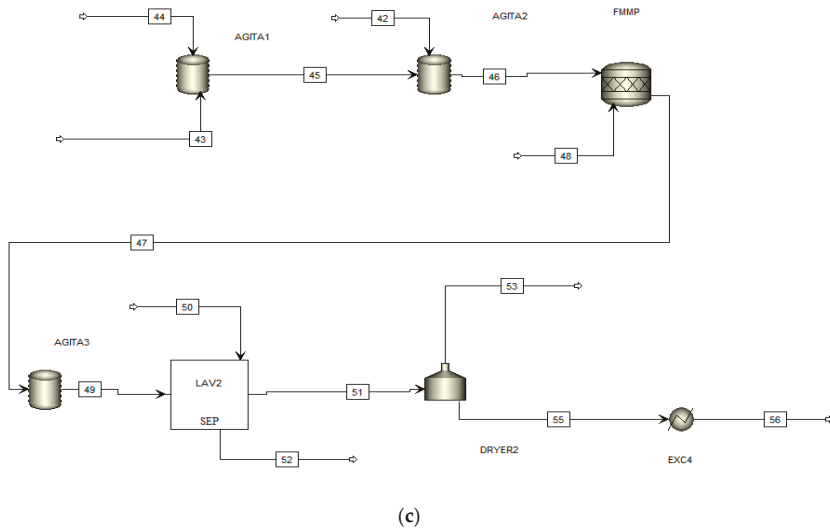 44
AGITA1
42
AGITA2
FMMP
45
46
43
48
47
50
53
AGITA3
LAV2
49
51
SEP
52
55
56
DRYER2
EXC4
(c)